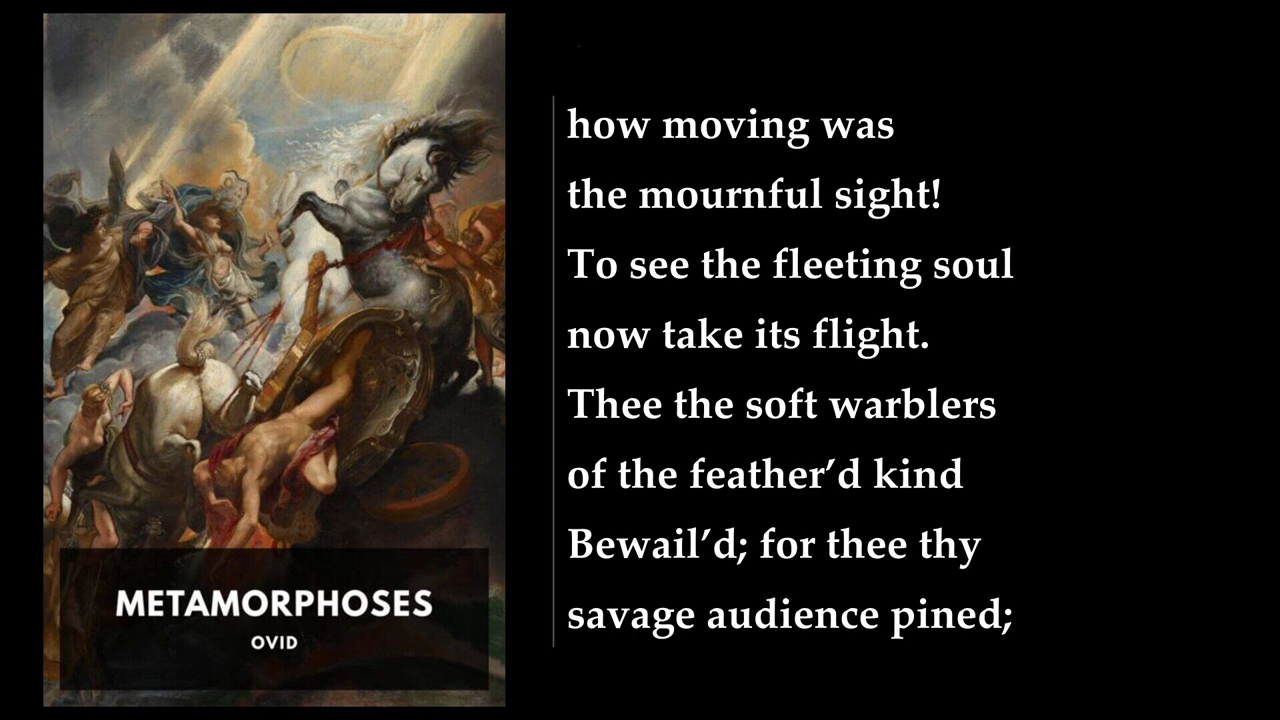 METAMORPHOSES
OVID
how moving was
the mournful sight!
To see the fleeting soul
now take its flight.
Thee the soft warblers
of the feather’d kind
Bewail’d; for thee thy
savage audience pined;